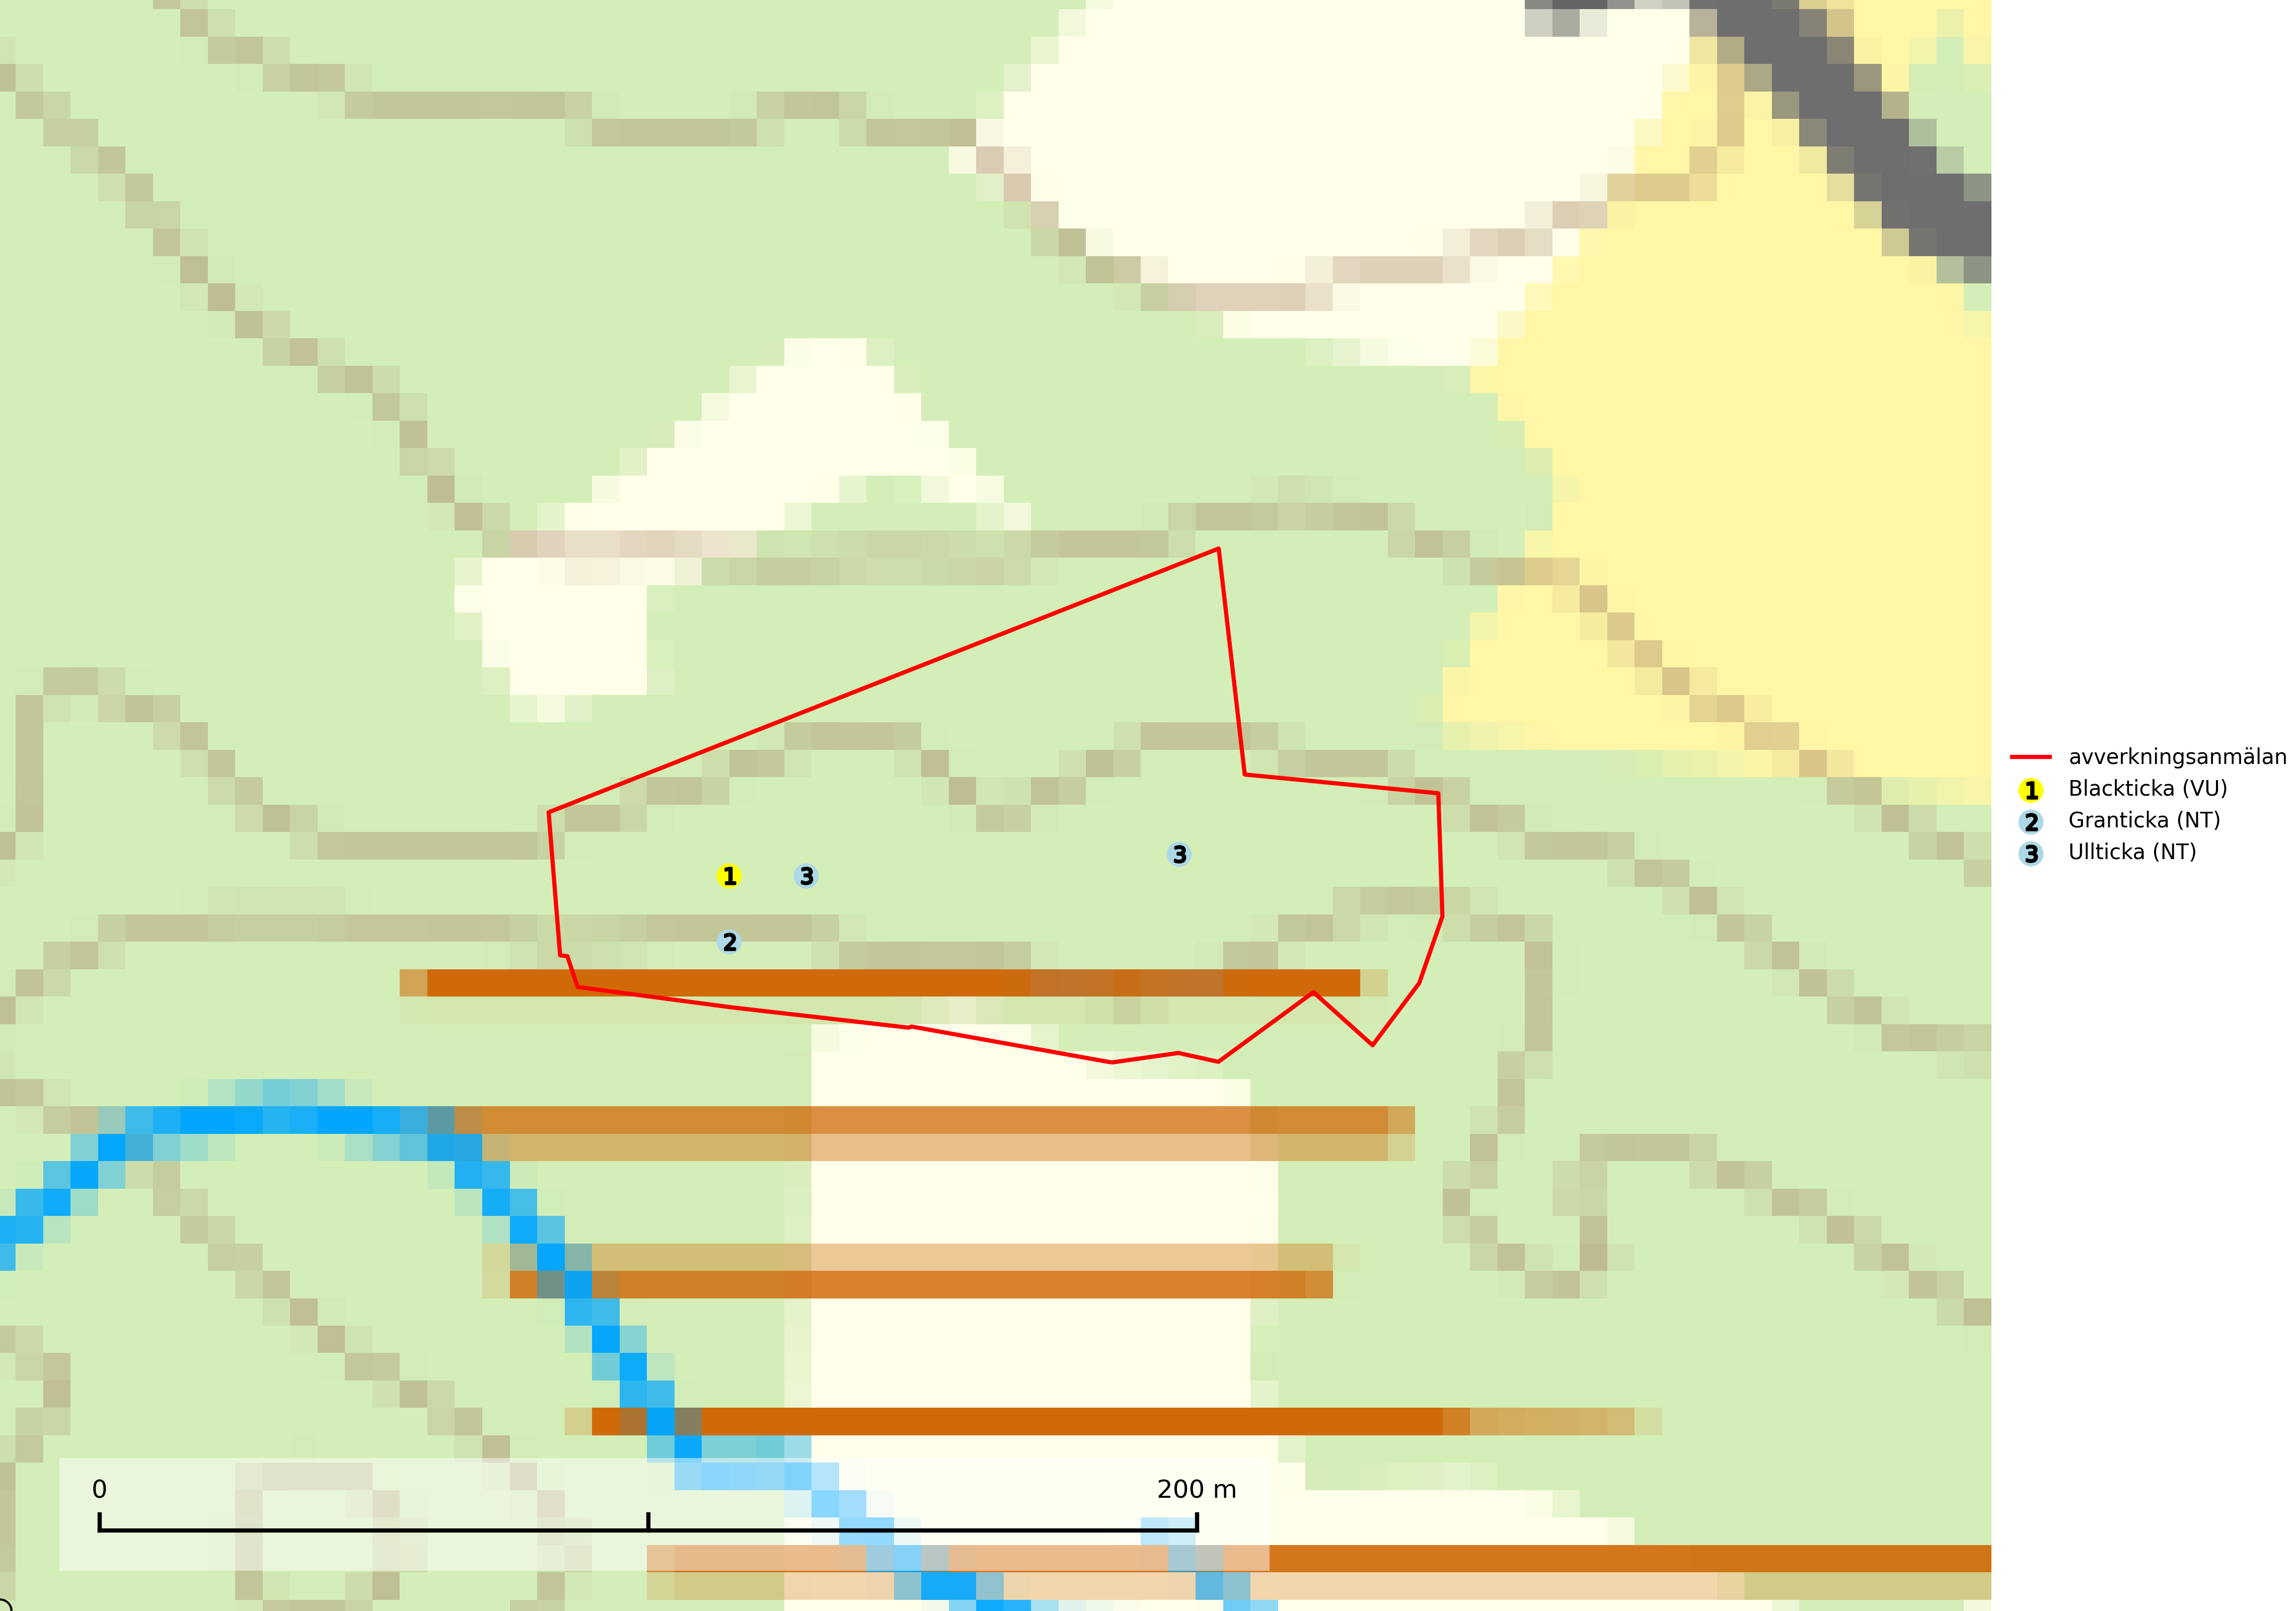 avverkningsanmälan
1 Blackticka (VU)
2 Granticka (NT)
3 Ullticka (NT)
3
1 3
2
0 200 m